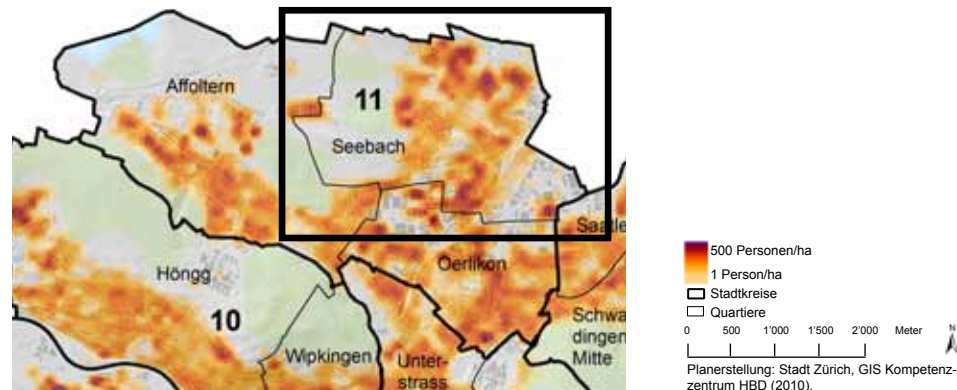 Affoltern
11
Seebach
Saatle
Oerlikon
Höngg
10
Schwa
dingen
Mitte
Wipkingen
Unter-
strass
500 Personen/ha
1 Person/ha
Stadtkreise
Quartiere
0 500 1'000 1'500 2'000 Meter
N
Planerstellung: Stadt Zürich, GIS Kompetenz-
zentrum HBD (2010).